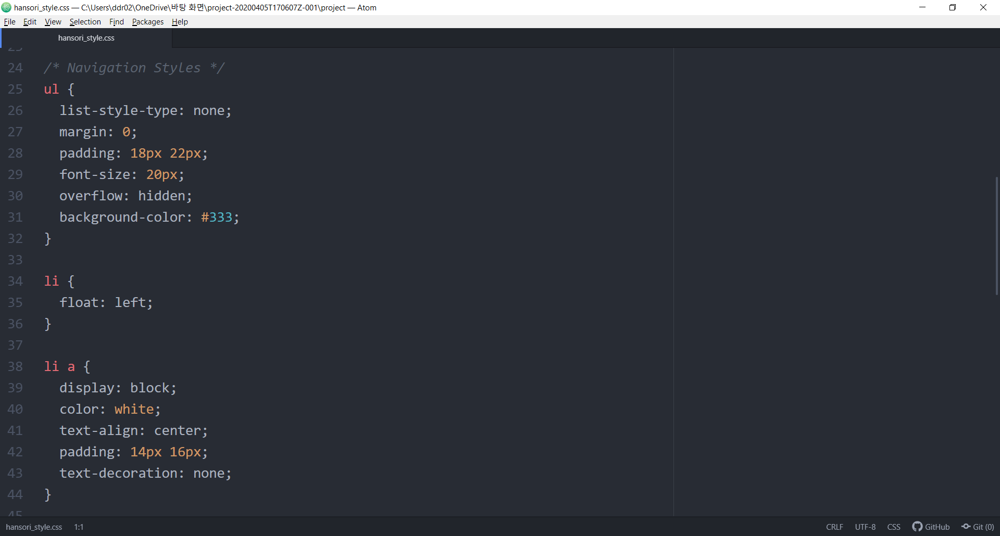 hansori_style.css — C:\Users\ddr02\OneDrive\바탕 화면\project-20200405T170607Z-001\project — Atom
File Edit View Selection Find Packages Help
hansori_style.css
23
24 /* Navigation Styles */
25 ul {
26 list-style-type: none;
27 margin: 0;
28 padding: 18px 22px;
29 font-size: 20px;
30 overflow: hidden;
31 background-color: #333;
32 }
33
34 li {
35 float: left;
36 }
37
38 li a {
39 display: block;
40 color: white;
41 text-align: center;
42 padding: 14px 16px;
43 text-decoration: none;
44 }
45
hansori_style.css 1:1 CRLF UTF-8 CSS GitHub Git (0)